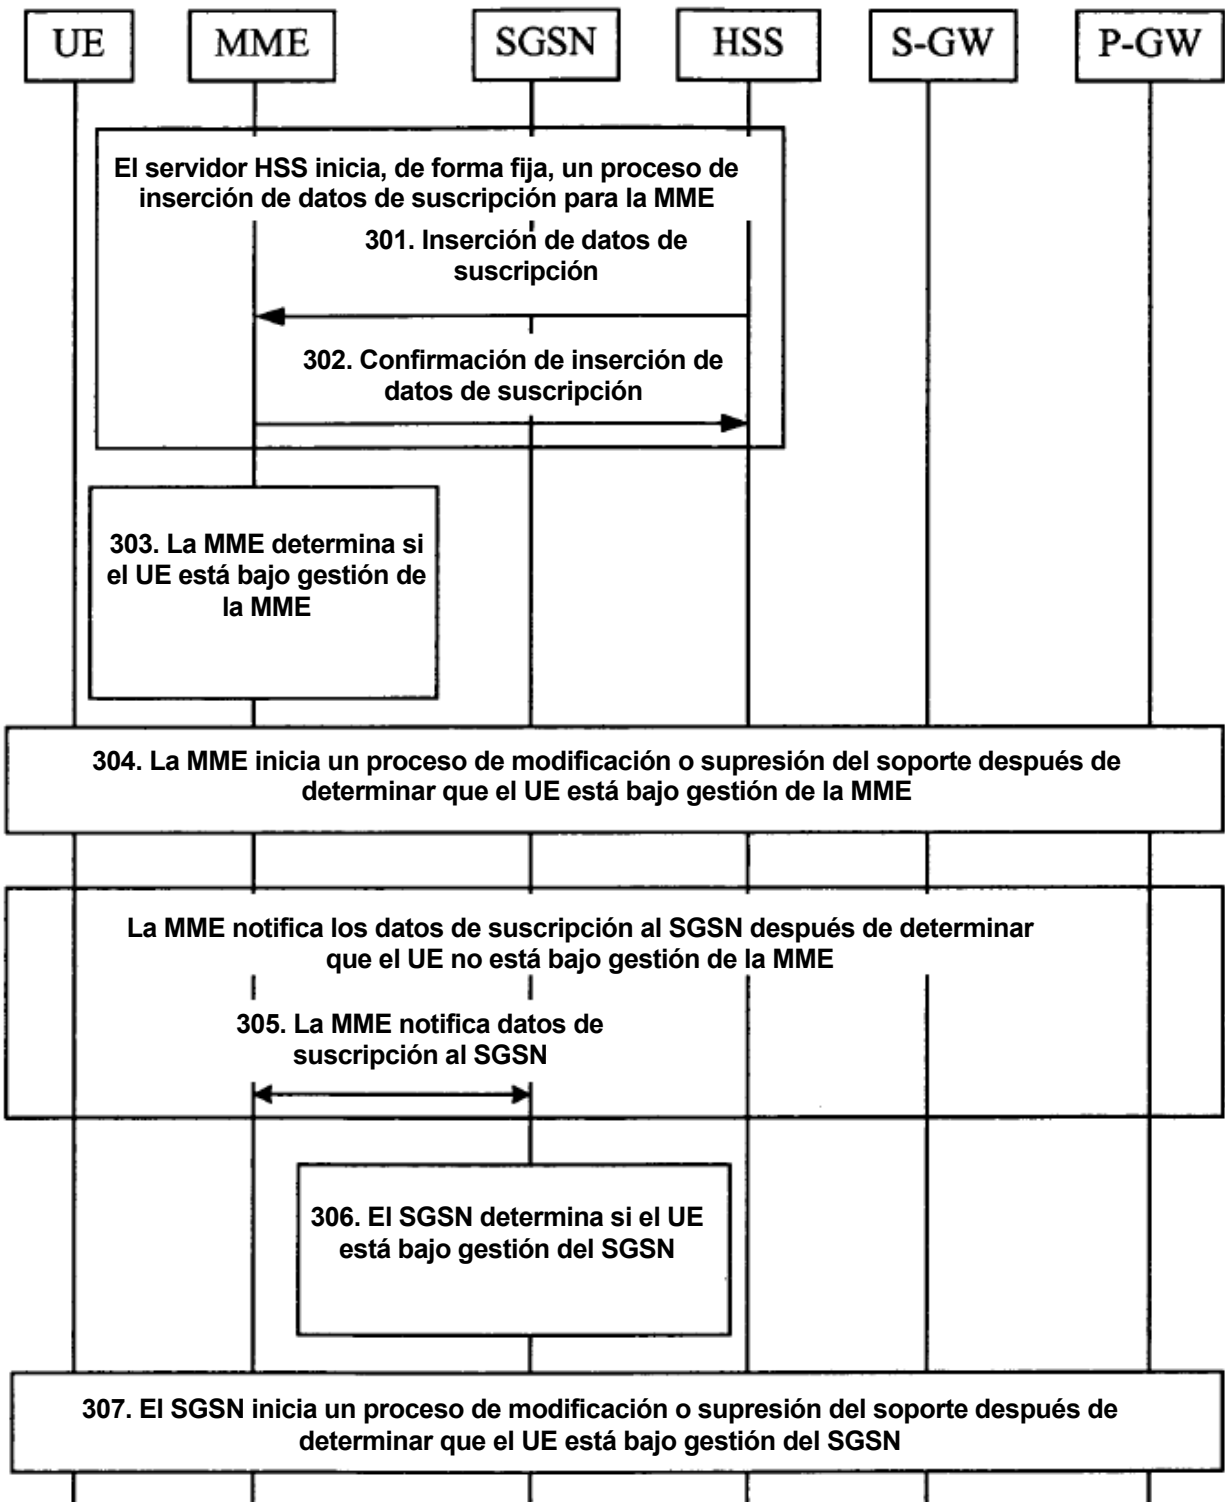 UE MME SGSN HSS S-GW P-GW
El servidor HSS inicia, de forma fija, un proceso de
inserción de datos de suscripción para la MME
301. Inserción de datos de
suscripción
302. Confirmación de inserción de
datos de suscripción
303. La MME determina si
el UE está bajo gestión de
la MME
304. La MME inicia un proceso de modificación o supresión del soporte después de
determinar que el UE está bajo gestión de la MME
La MME notifica los datos de suscripción al SGSN después de determinar
que el UE no está bajo gestión de la MME
305. La MME notifica datos de
suscripción al SGSN
306. El SGSN determina si el UE
está bajo gestión del SGSN
307. El SGSN inicia un proceso de modificación o supresión del soporte después de
determinar que el UE está bajo gestión del SGSN